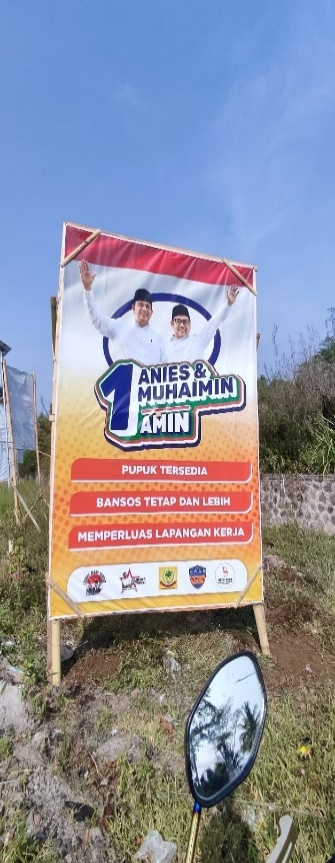 1
ANIES &
MUHAIMIN
AMIN
PUPUK TERSEDIA
BANSOS TETAP DAN LEBIH
MEMPERLUAS LAPANGAN KERJA